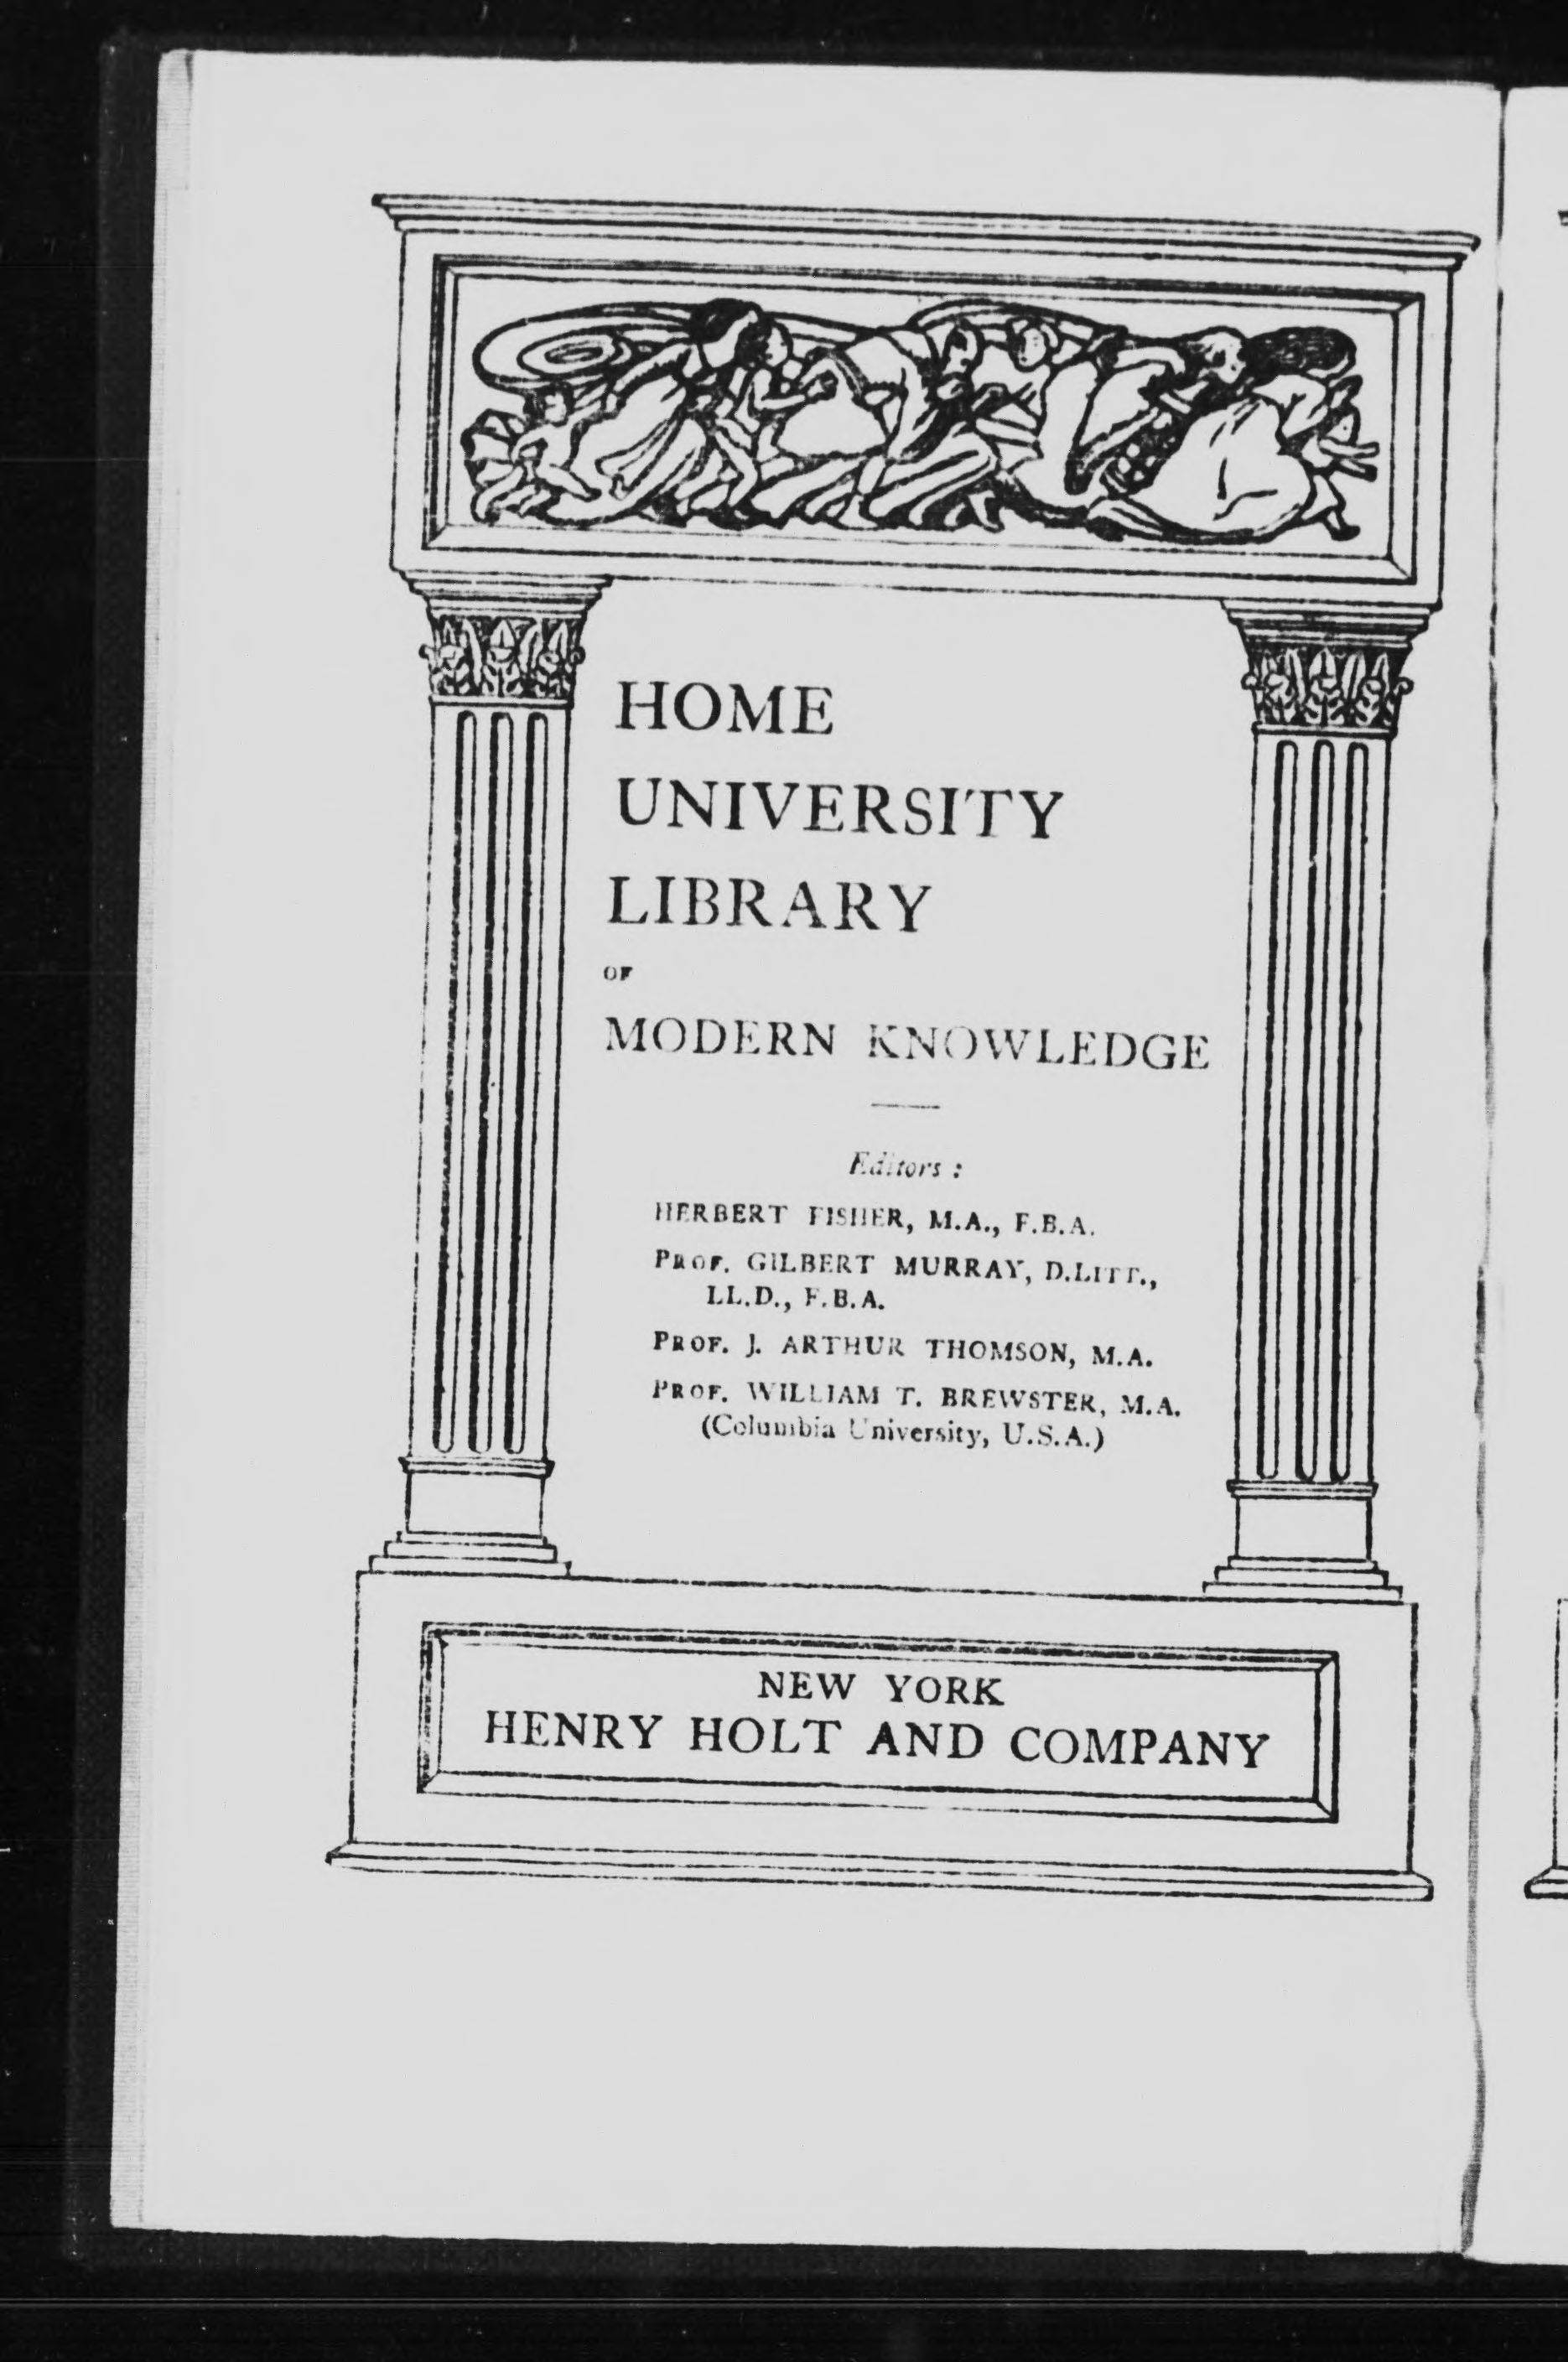 HOME
UNIVERSITY
LIBRARY
OF
MODERN KNOWLEDGE
Editors :
HERBERT FISHER, M.A., F.B.A.
PROF. GILBERT MURRAY, D.LITT.,
LL.D., F.B.A.
PROF. J. ARTHUR THOMSON, M.A.
PROF. WILLIAM T. BREWSTER, M.A.
(Columbia University, U.S.A.)
NEW YORK
HENRY HOLT AND COMPANY